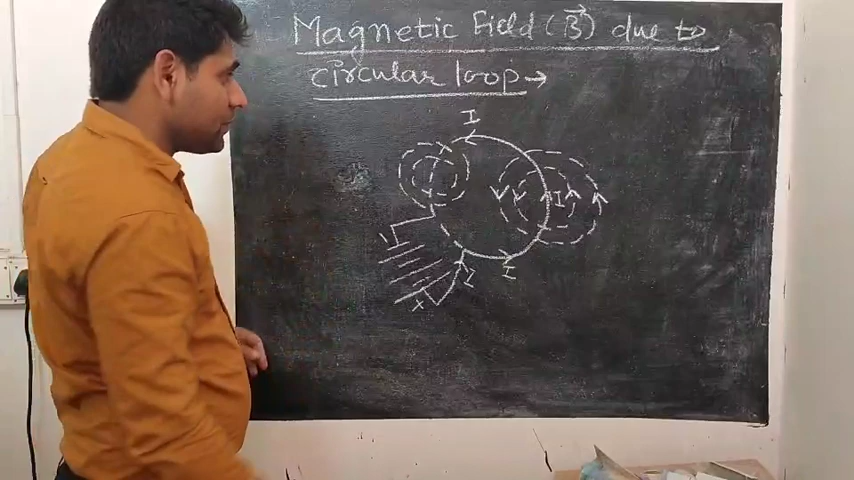 Magnetic Field (B⃗) due to
circular loop →
I
I
-
I
I
+